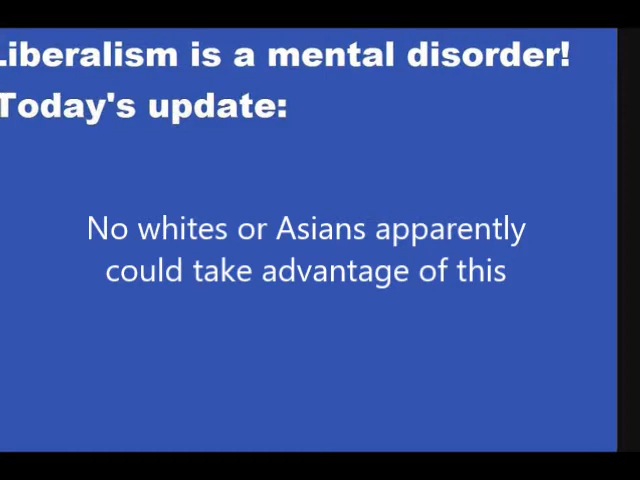 Liberalism is a mental disorder!
Today's update:
No whites or Asians apparently
could take advantage of this